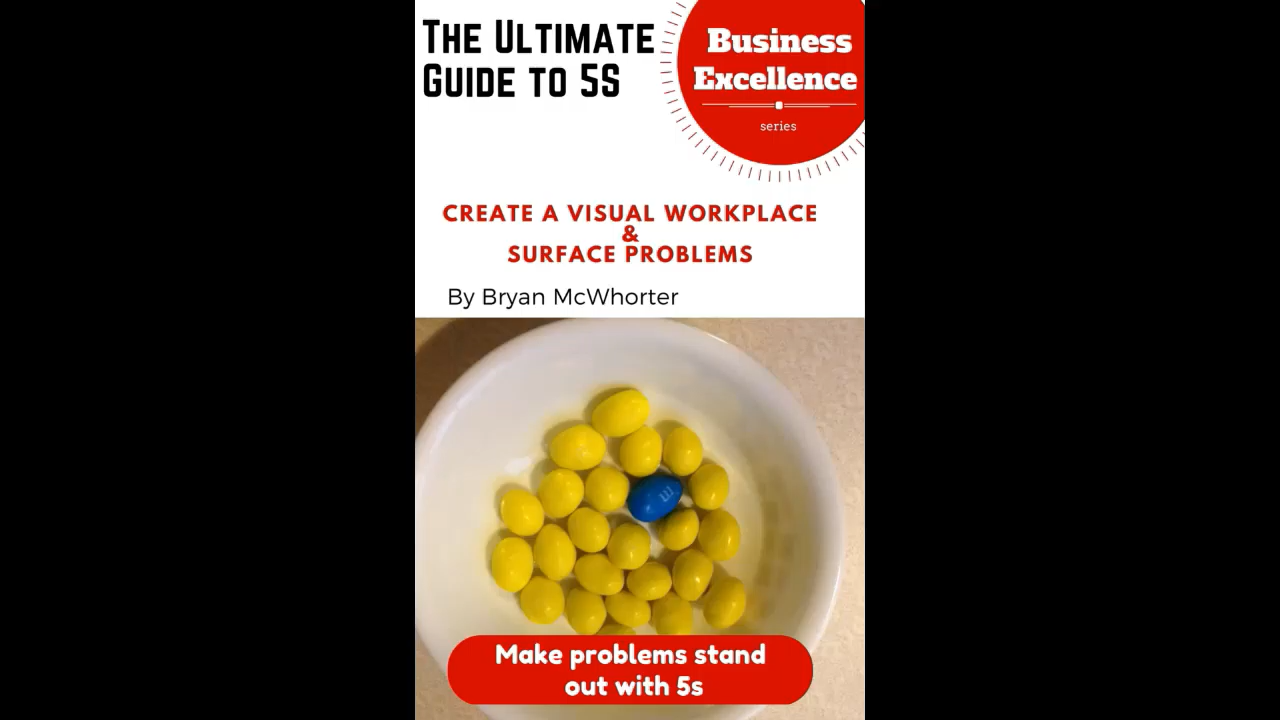 The Ultimate
Guide to 5S
Business
Excellence
series
CREATE A VISUAL WORKPLACE
&
SURFACE PROBLEMS
By Bryan McWhorter
m
Make problems stand
out with 5s